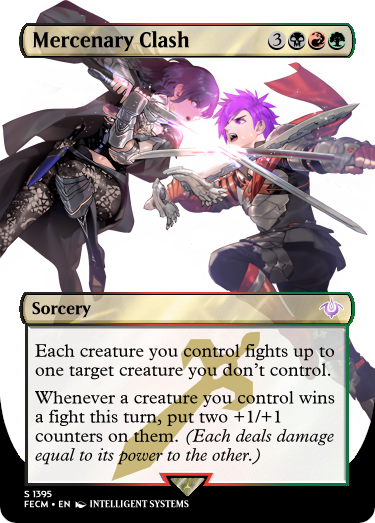 Mercenary Clash 3
Sorcery
Each creature you control fights up to
one target creature you don't control.
Whenever a creature you control wins
a fight this turn, put two +1/+1
counters on them. (Each deals damage
equal to its power to the other.)
S 1395
FECM • EN INTELLIGENT SYSTEMS